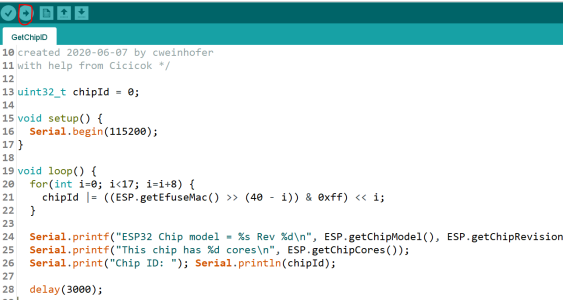 GetChipID
10 created 2020-06-07 by cweinhofer
11 with help from Cicicok */
12
13 uint32_t chipId = 0;
14
15 void setup() {
16   Serial.begin(115200);
17 }
18
19 void loop() {
20   for(int i=0; i<17; i=i+8) {
21     chipId |= ((ESP.getEfuseMac() >> (40 - i)) & 0xff) << i;
22   }
23
24   Serial.printf("ESP32 Chip model = %s Rev %d\n", ESP.getChipModel(), ESP.getChipRevision
25   Serial.printf("This chip has %d cores\n", ESP.getChipCores());
26   Serial.print("Chip ID: "); Serial.println(chipId);
27
28   delay(3000);